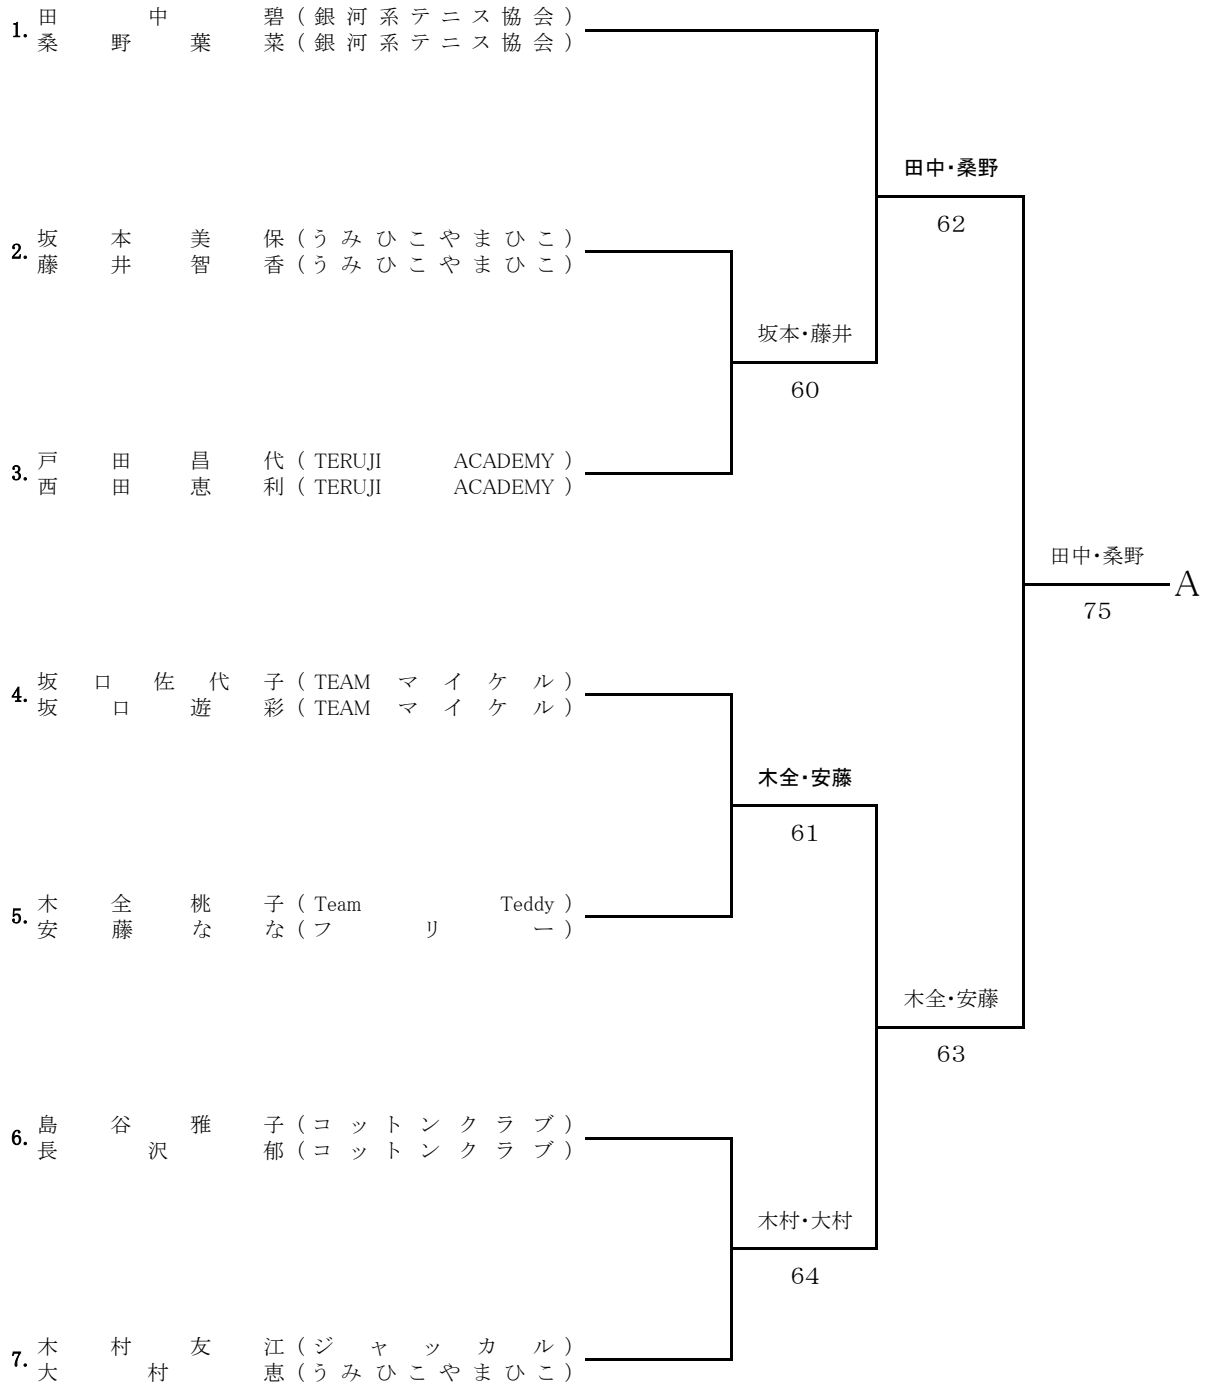 1. 田中碧(銀河系テニス協会)
桑野葉菜(銀河系テニス協会)
田中・桑野
62
2. 坂本美保(うみひこやまひこ)
藤井智香(うみひこやまひこ)
坂本・藤井
60
3. 戸田昌代(TERUJI ACADEMY)
西田恵利(TERUJI ACADEMY)
田中・桑野
A
75
4. 坂口佐代子(TEAMマイケル)
坂口遊彩(TEAMマイケル)
木全・安藤
61
5. 木全桃子(Team Teddy)
安藤なな(フリー)
木全・安藤
63
6. 島谷雅子(コットンクラブ)
長沢郁(コットンクラブ)
木村・大村
64
7. 木村友江(ジャッカル)
大村恵(うみひこやまひこ)